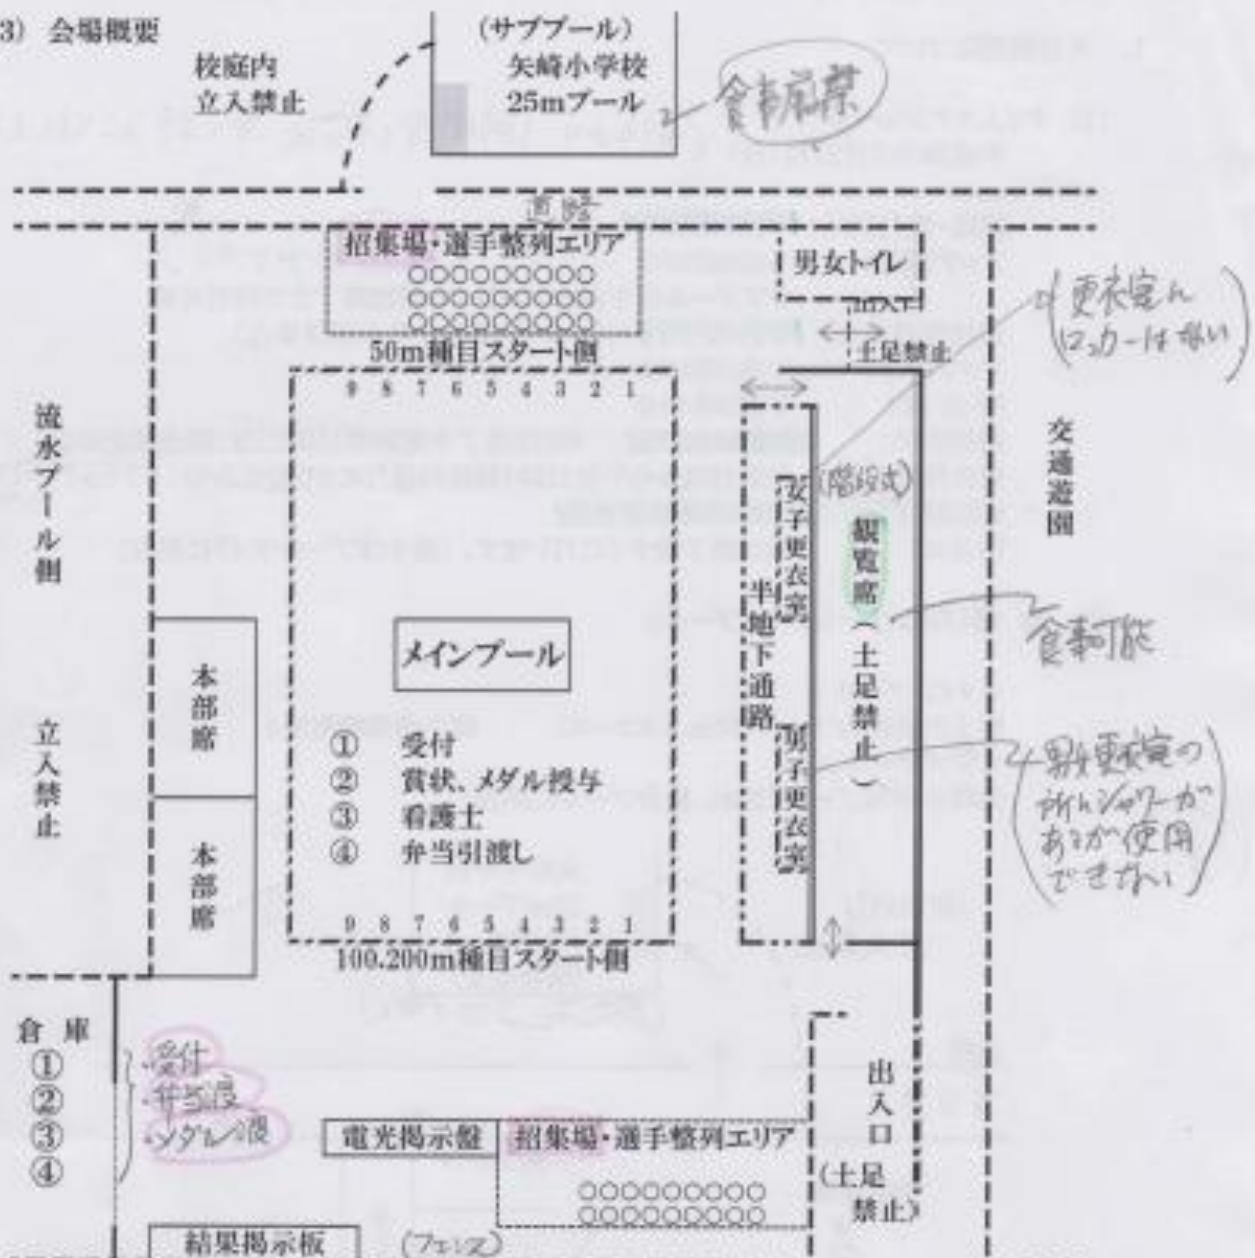 3) 会場概要
(サブプール)
矢崎小学校
25mプール
校庭内
立入禁止
食事前禁
道路
招集場・選手整列エリア
○○○○○○○○○
○○○○○○○○○
○○○○○○○○○
50m種目スタート側
男女トイレ
出入口
土足禁止
(更衣室に
ロッカーは無い)
9 8 7 6 5 4 3 2 1
流水プール側
立入禁止
本部席
本部席
メインプール
① 受付
② 賞状、メダル授与
③ 看護士
④ 弁当引渡し
9 8 7 6 5 4 3 2 1
100.200m種目スタート側
半地下通路
女子更衣室
男子更衣室
(階段式)
観覧席(土足禁止)
交通遊園
食事可能
(男女更衣室の
所にシャワーが
あるが使用
できない)
倉庫
①
②
③
④
受付
弁当渡
メダル渡
電光掲示盤
招集場・選手整列エリア
○○○○○○○○○
○○○○○○○○○
出入口
(土足
禁止)
結果掲示板
(フェンス)